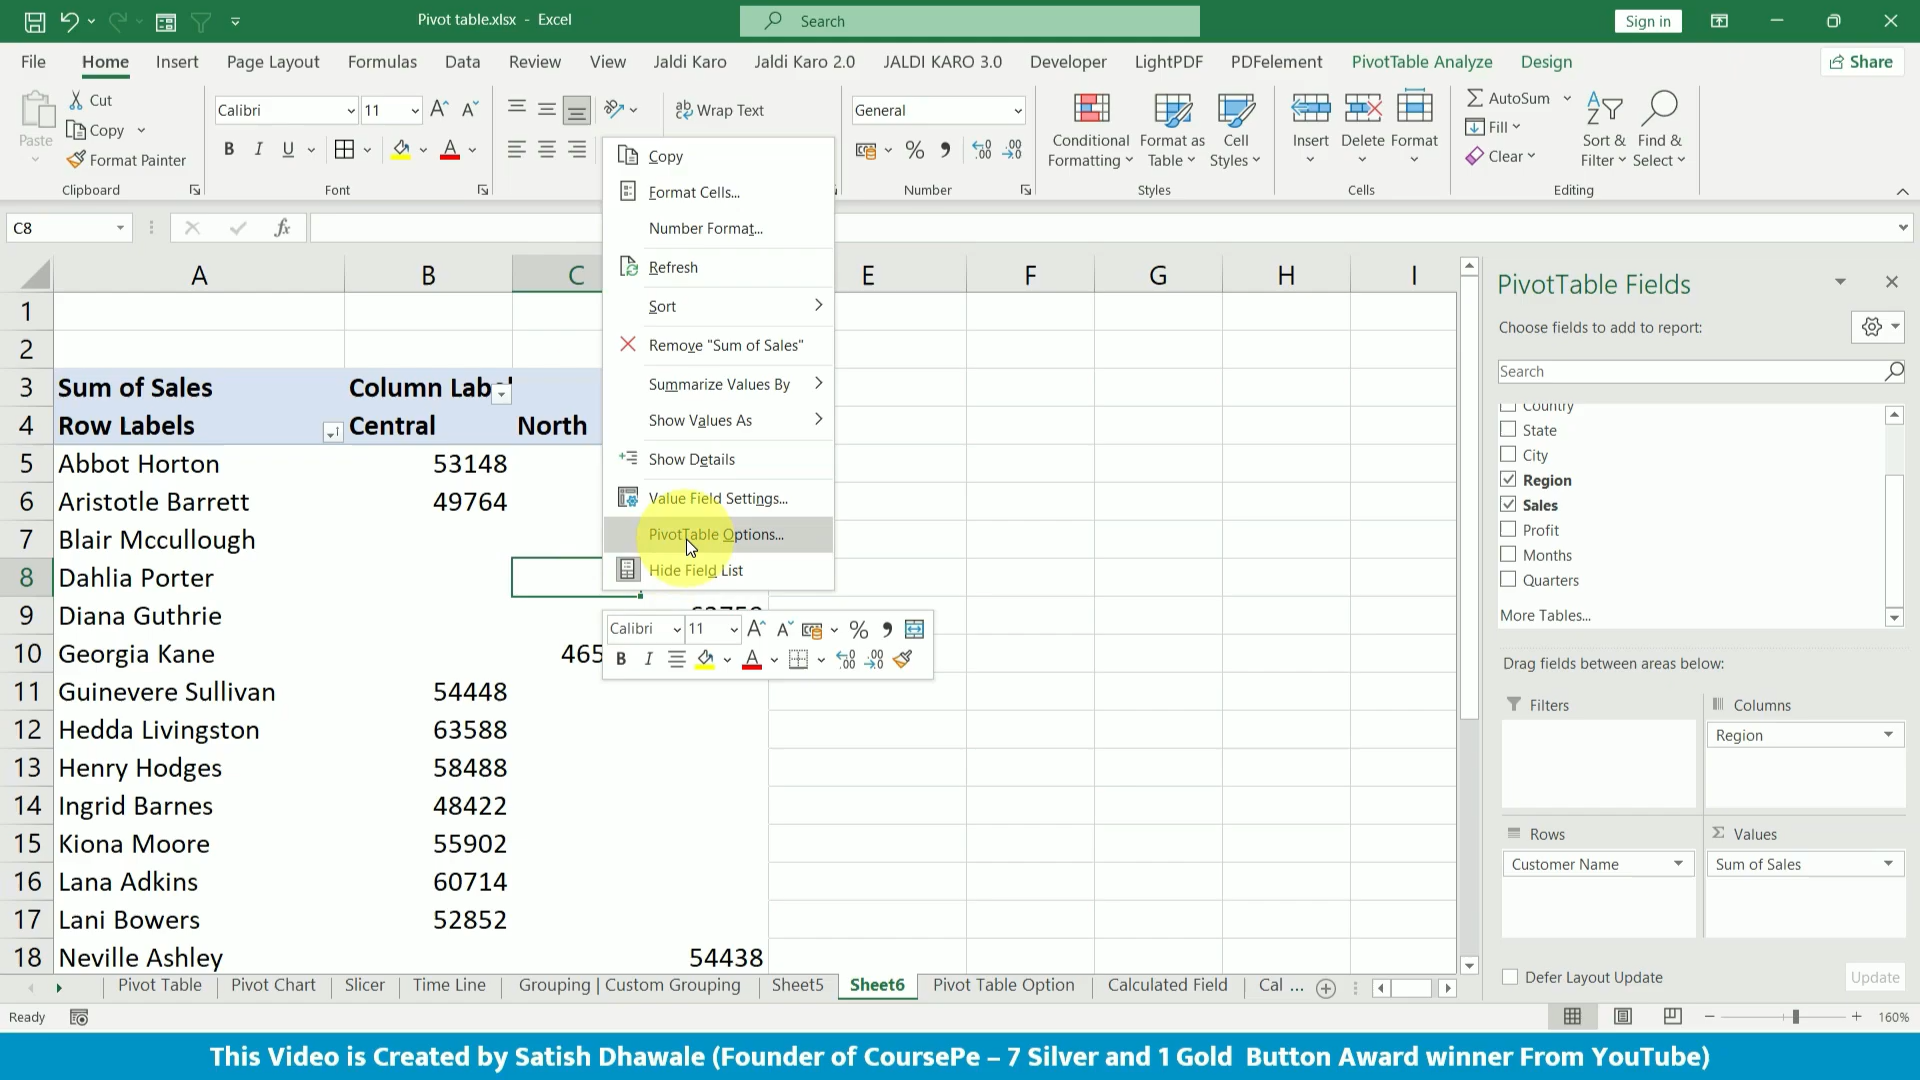 Pivot table.xlsx - Excel
Search
Sign in
File Home Insert Page Layout Formulas Data Review View Jaldi Karo Jaldi Karo 2.0 JALDI KARO 3.0 Developer LightPDF PDFelement PivotTable Analyze Design Share
Paste
Cut
Copy
Format Painter
Clipboard
Calibri 11
B I U
Font
Wrap Text
General
Number
Conditional Formatting
Format as Table
Cell Styles
Styles
Insert Delete Format
Cells
AutoSum
Fill
Clear
Sort & Filter
Find & Select
Editing
C8
fx
Copy
Format Cells...
Number Format...
Refresh
Sort
Remove "Sum of Sales"
Summarize Values By
Show Values As
Show Details
Value Field Settings...
PivotTable Options...
Hide Field List
Calibri 11
B I
A B C E F G H I
1
2
3 Sum of Sales Column Label
4 Row Labels Central North
5 Abbot Horton 53148
6 Aristotle Barrett 49764
7 Blair Mccullough
8 Dahlia Porter
9 Diana Guthrie
10 Georgia Kane 465
11 Guinevere Sullivan 54448
12 Hedda Livingston 63588
13 Henry Hodges 58488
14 Ingrid Barnes 48422
15 Kiona Moore 55902
16 Lana Adkins 60714
17 Lani Bowers 52852
18 Neville Ashley 54438
PivotTable Fields
Choose fields to add to report:
Search
Country
State
City
Region
Sales
Profit
Months
Quarters
More Tables...
Drag fields between areas below:
Filters
Columns
Region
Rows
Σ Values
Customer Name
Sum of Sales
Defer Layout Update Update
Pivot Table Pivot Chart Slicer Time Line Grouping | Custom Grouping Sheet5 Sheet6 Pivot Table Option Calculated Field Cal ...
Ready
160%
This Video is Created by Satish Dhawale (Founder of CoursePe – 7 Silver and 1 Gold Button Award winner From YouTube)